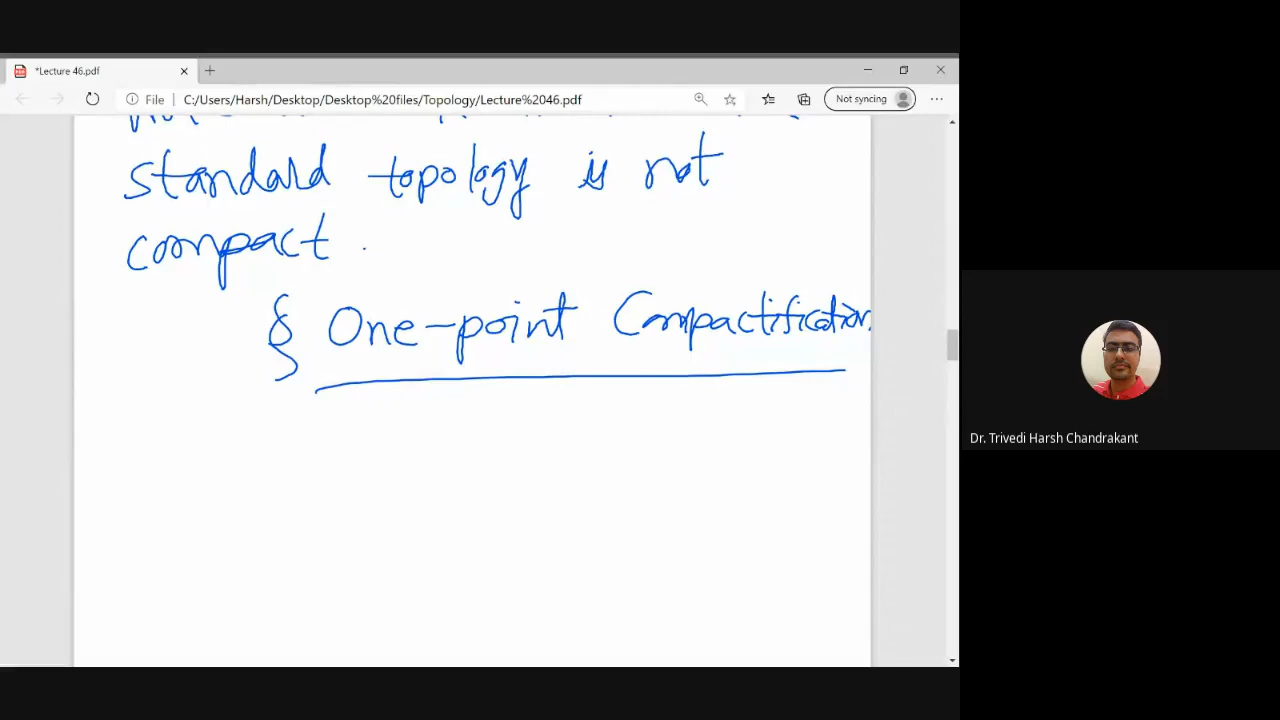 *Lecture 46.pdf
File C:/Users/Harsh/Desktop/Desktop%20files/Topology/Lecture%2046.pdf
Not syncing
standard topology is not
compact.
§ One-point Compactification.
Dr. Trivedi Harsh Chandrakant